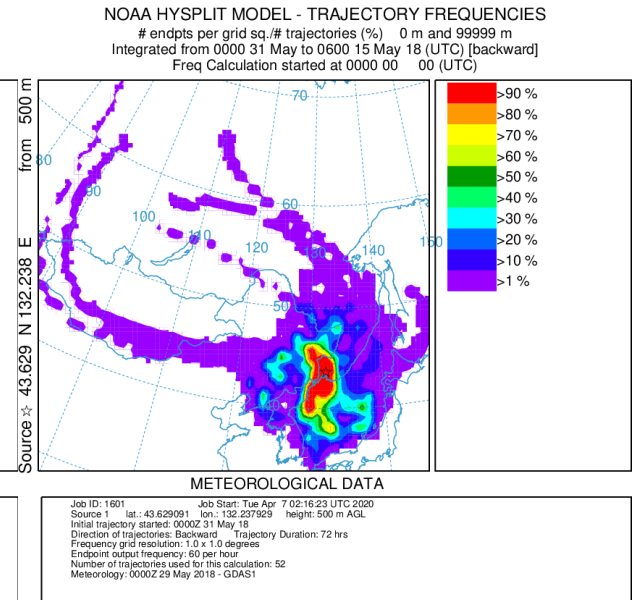 NOAA HYSPLIT MODEL - TRAJECTORY FREQUENCIES
# endpts per grid sq./# trajectories (%) 0 m and 99999 m
Integrated from 0000 31 May to 0600 15 May 18 (UTC) [backward]
Freq Calculation started at 0000 00 00 (UTC)
Source ☆ 43.629 N 132.238 E from 500 m
70
80
90
60
100
110
120
130
140
150
50
40
>90 %
>80 %
>70 %
>60 %
>50 %
>40 %
>30 %
>20 %
>10 %
>1 %
METEOROLOGICAL DATA
Job ID: 1601 Job Start: Tue Apr 7 02:16:23 UTC 2020
Source 1 lat.: 43.629091 lon.: 132.237929 height: 500 m AGL
Initial trajectory started: 0000Z 31 May 18
Direction of trajectories: Backward Trajectory Duration: 72 hrs
Frequency grid resolution: 1.0 x 1.0 degrees
Endpoint output frequency: 60 per hour
Number of trajectories used for this calculation: 52
Meteorology: 0000Z 29 May 2018 - GDAS1